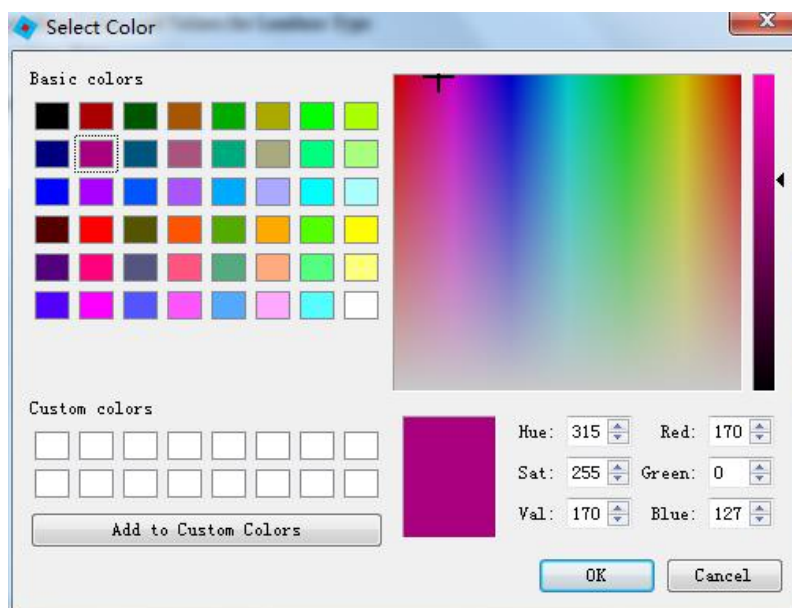 Select Color
Basic colors
Custom colors
Add to Custom Colors
Hue: 315 Red: 170
Sat: 255 Green: 0
Val: 170 Blue: 127
OK Cancel